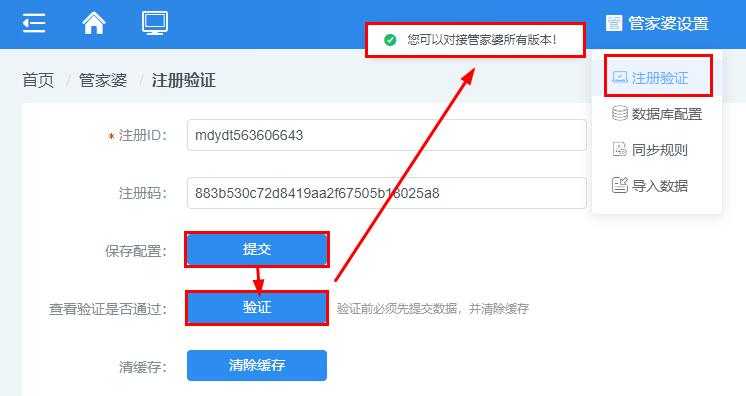 管家婆设置
您可以对接管家婆所有版本！
首页 / 管家婆 / 注册验证
注册验证
数据库配置
同步规则
导入数据
* 注册ID： mdydt563606643
注册码： 883b530c72d8419aa2f67505b18025a8
保存配置： 提交
查看验证是否通过： 验证 验证前必须先提交数据，并清除缓存
清缓存： 清除缓存